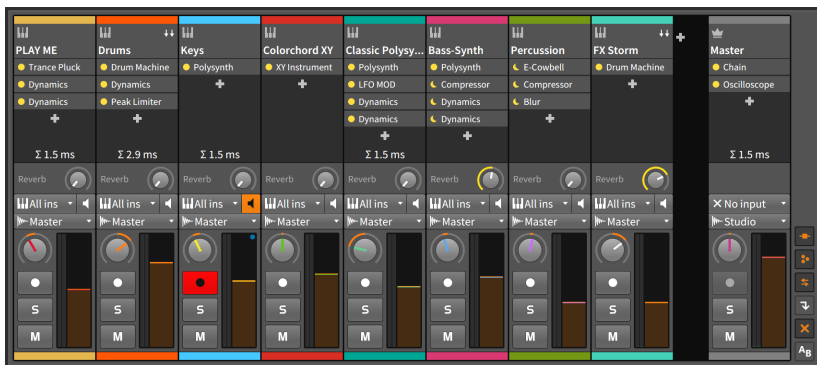 PLAY ME
Drums
Keys
Colorchord XY
Classic Polysy...
Bass-Synth
Percussion
FX Storm
Master
Trance Pluck
Drum Machine
Polysynth
XY Instrument
Polysynth
Polysynth
E-Cowbell
Drum Machine
Chain
Dynamics
Dynamics
LFO MOD
Compressor
Compressor
Oscilloscope
Dynamics
Peak Limiter
Dynamics
Dynamics
Blur
Dynamics
Dynamics
Σ 1.5 ms
Σ 2.9 ms
Σ 1.5 ms
Σ 1.5 ms
Σ 1.5 ms
Reverb
Reverb
Reverb
Reverb
Reverb
Reverb
Reverb
Reverb
All ins
All ins
All ins
All ins
All ins
All ins
All ins
All ins
No input
Master
Master
Master
Master
Master
Master
Master
Master
Studio
S
S
S
S
S
S
S
S
S
M
M
M
M
M
M
M
M
M
AB